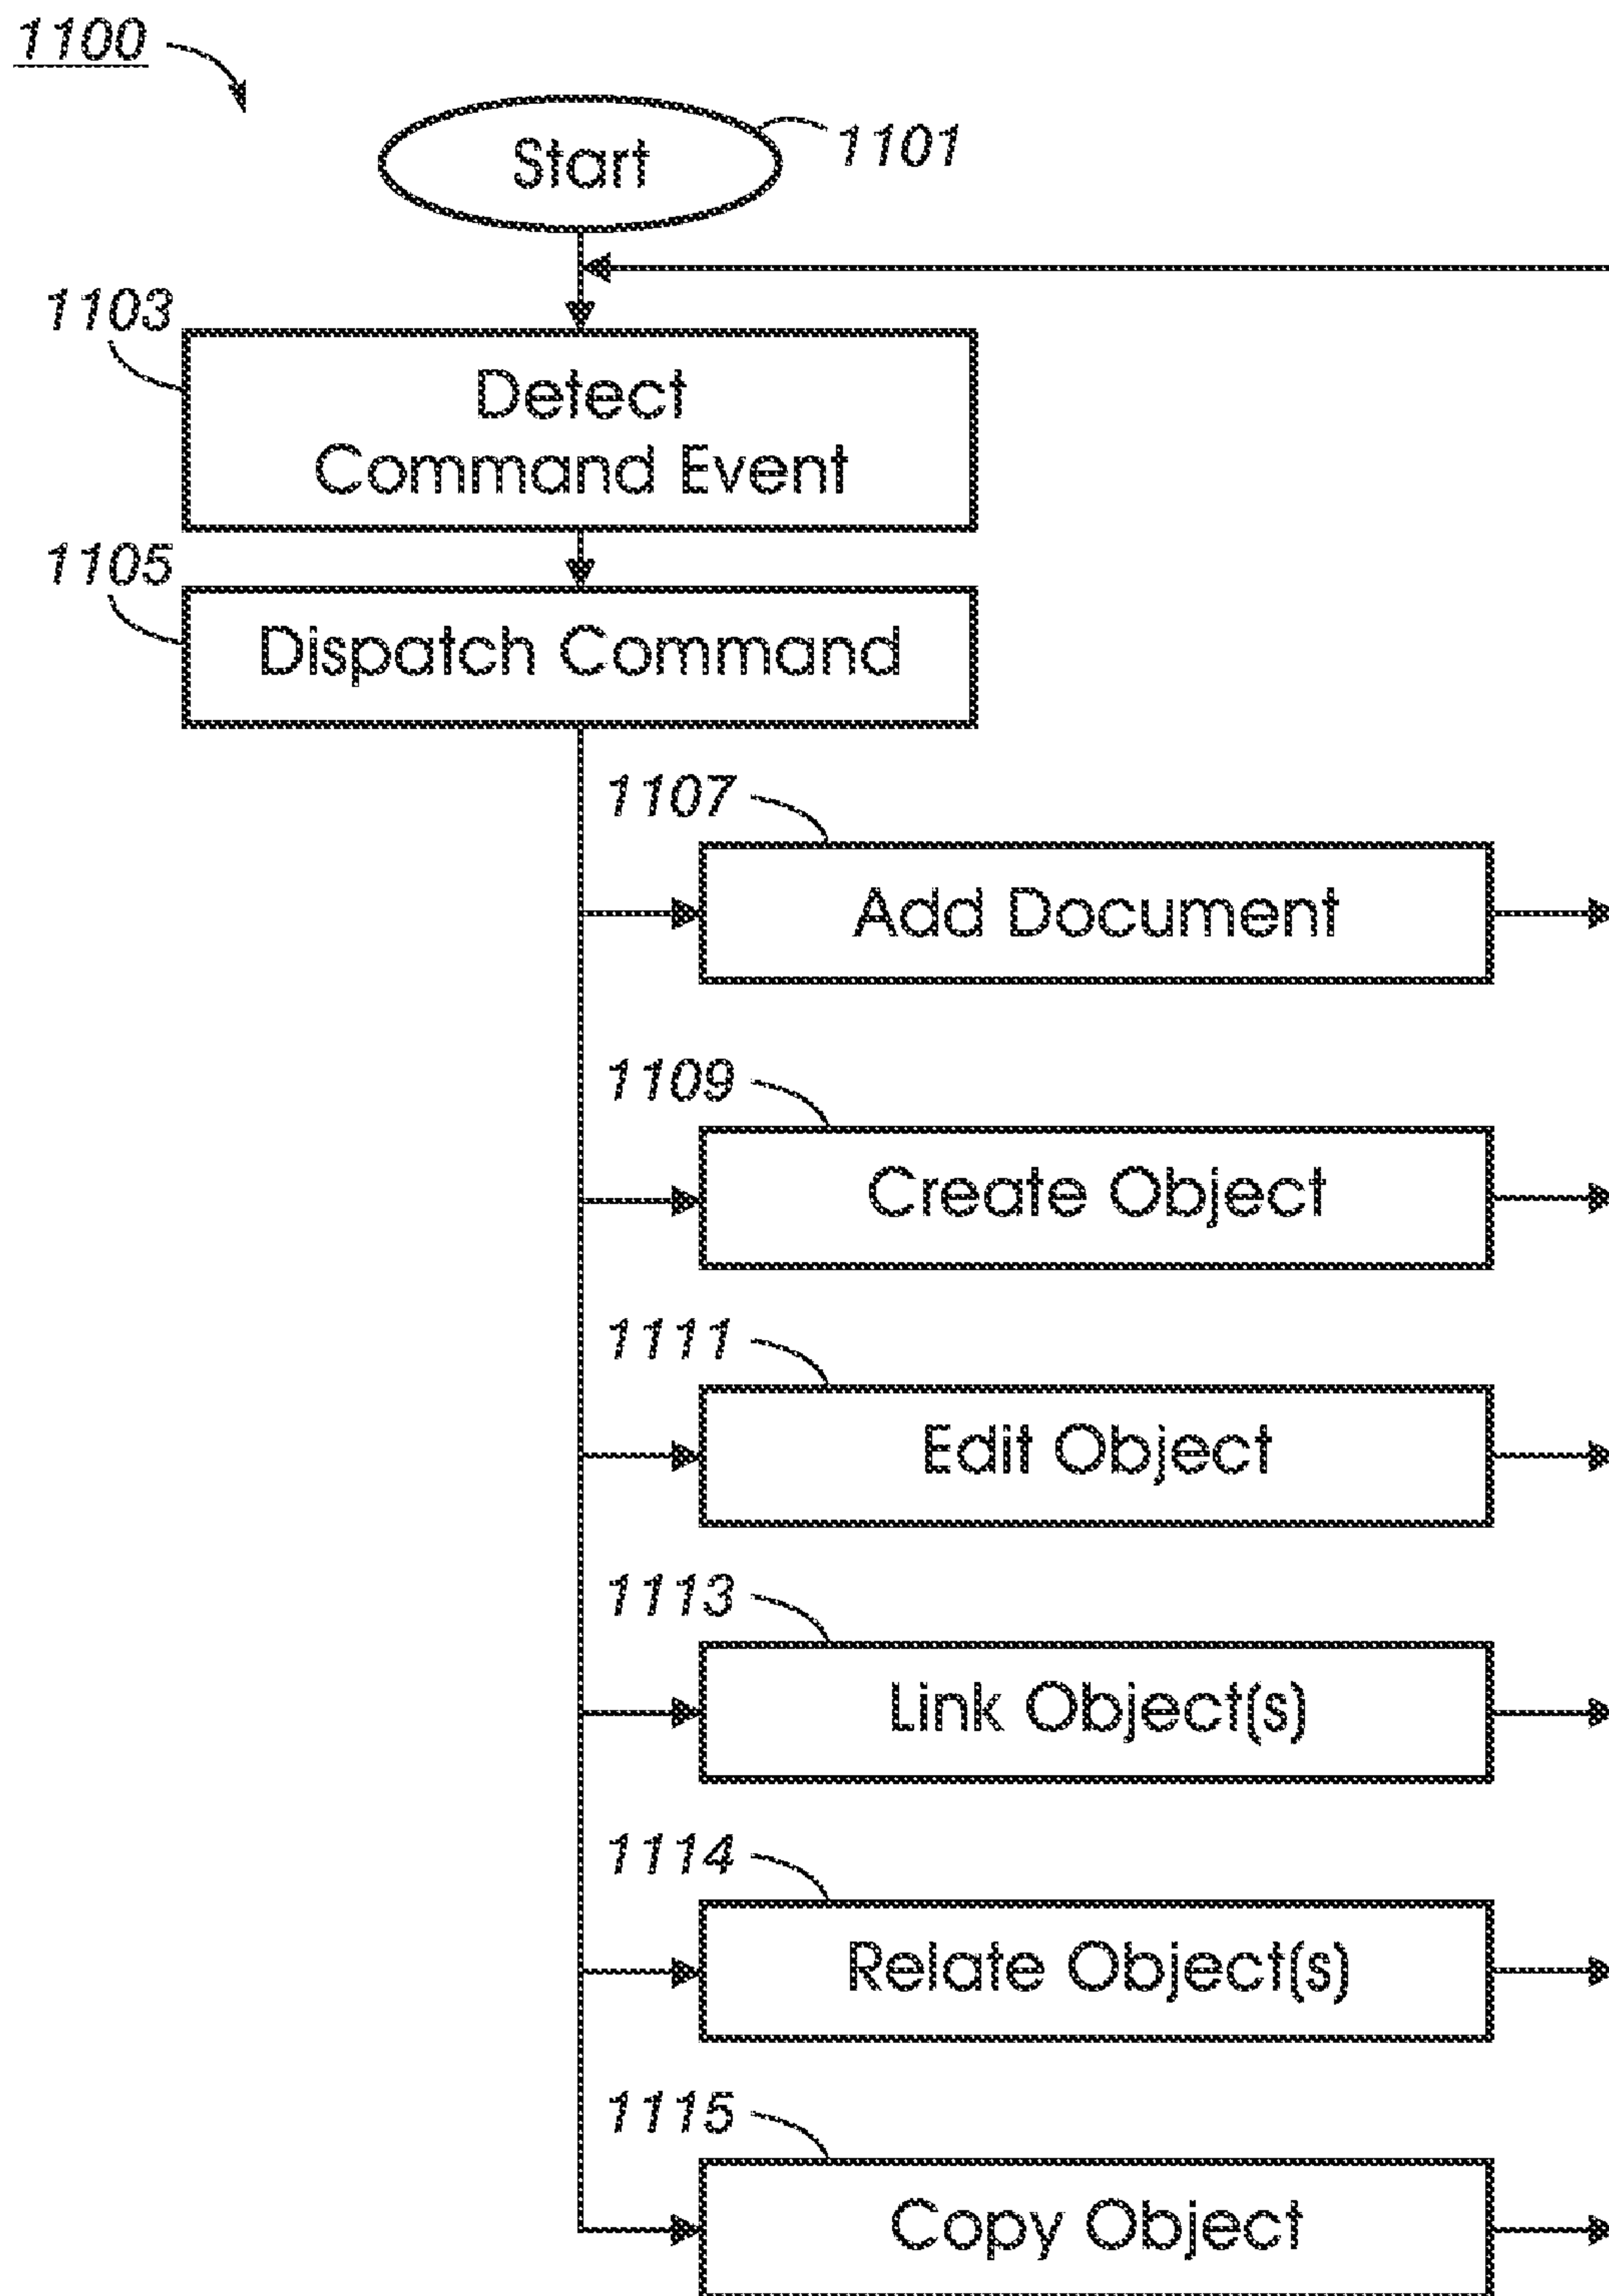 1100
Start
1101
1103
Detect
Command Event
1105
Dispatch Command
1107
Add Document
1109
Create Object
1111
Edit Object
1113
Link Object(s)
1114
Relate Object(s)
1115
Copy Object